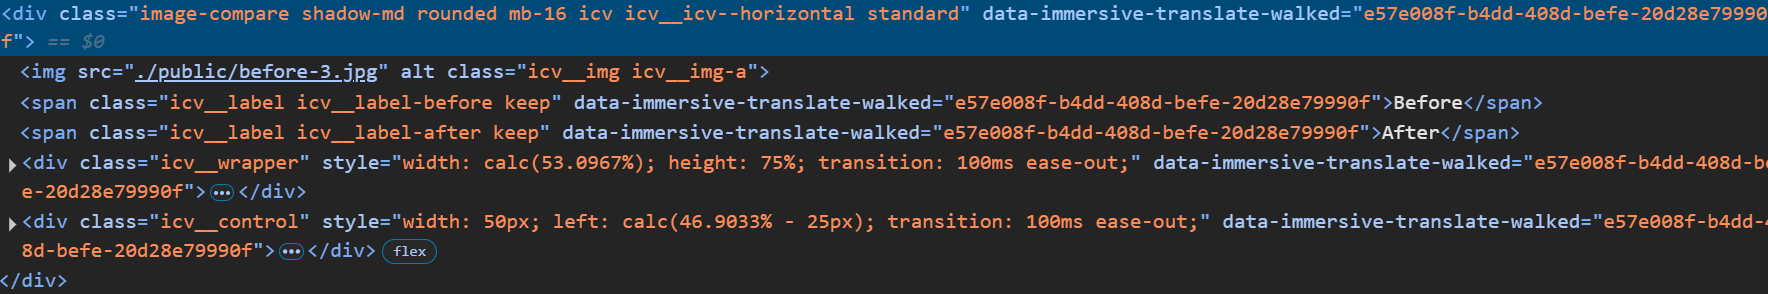 <div class="image-compare shadow-md rounded mb-16 icv icv__icv--horizontal standard" data-immersive-translate-walked="e57e008f-b4dd-408d-befe-20d28e79990
f"> == $0
<img src="./public/before-3.jpg" alt class="icv__img icv__img-a">
<span class="icv__label icv__label-before keep" data-immersive-translate-walked="e57e008f-b4dd-408d-befe-20d28e79990f">Before</span>
<span class="icv__label icv__label-after keep" data-immersive-translate-walked="e57e008f-b4dd-408d-befe-20d28e79990f">After</span>
<div class="icv__wrapper" style="width: calc(53.0967%); height: 75%; transition: 100ms ease-out;" data-immersive-translate-walked="e57e008f-b4dd-408d-be
e-20d28e79990f">…</div>
<div class="icv__control" style="width: 50px; left: calc(46.9033% - 25px); transition: 100ms ease-out;" data-immersive-translate-walked="e57e008f-b4dd-4
8d-befe-20d28e79990f">…</div> flex
</div>